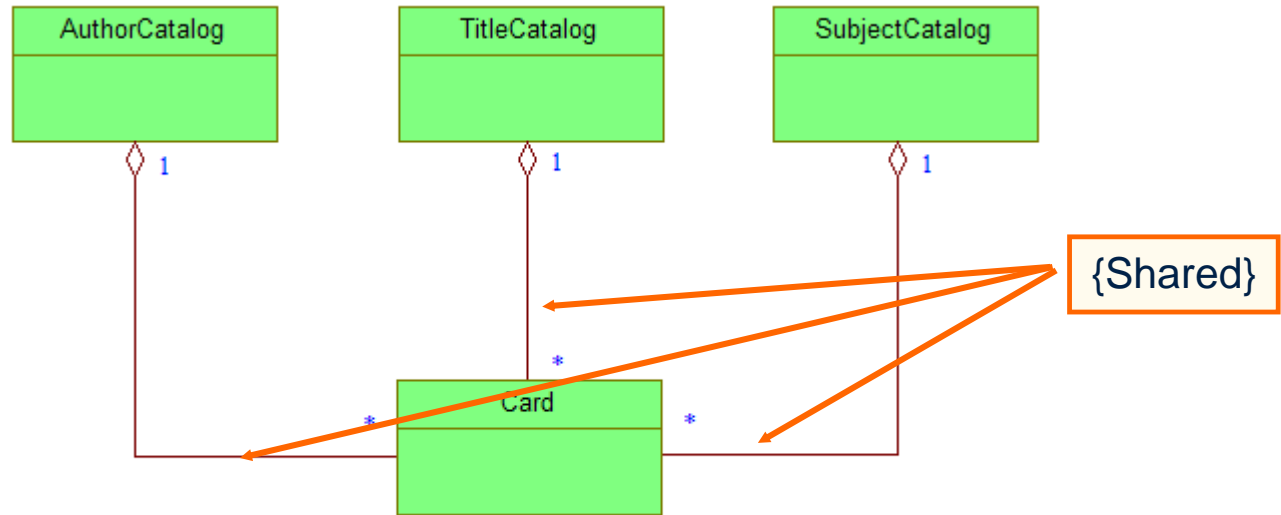 AuthorCatalog
TitleCatalog
SubjectCatalog
1
1
1
{Shared}
*
Card
*
*